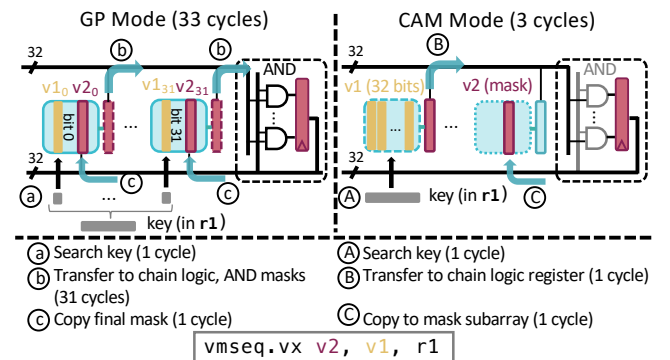 GP Mode (33 cycles)
CAM Mode (3 cycles)
32
b
b
AND
v1₀ v2₀
v1₃₁ v2₃₁
bit 0
...
bit 31
32
a
...
c
c
key (in r1)
32
B
AND
v1 (32 bits)
v2 (mask)
...
...
32
A
key (in r1)
C
a Search key (1 cycle)
b Transfer to chain logic, AND masks
(31 cycles)
c Copy final mask (1 cycle)
A Search key (1 cycle)
B Transfer to chain logic register (1 cycle)
C Copy to mask subarray (1 cycle)
vmseq.vx v2, v1, r1